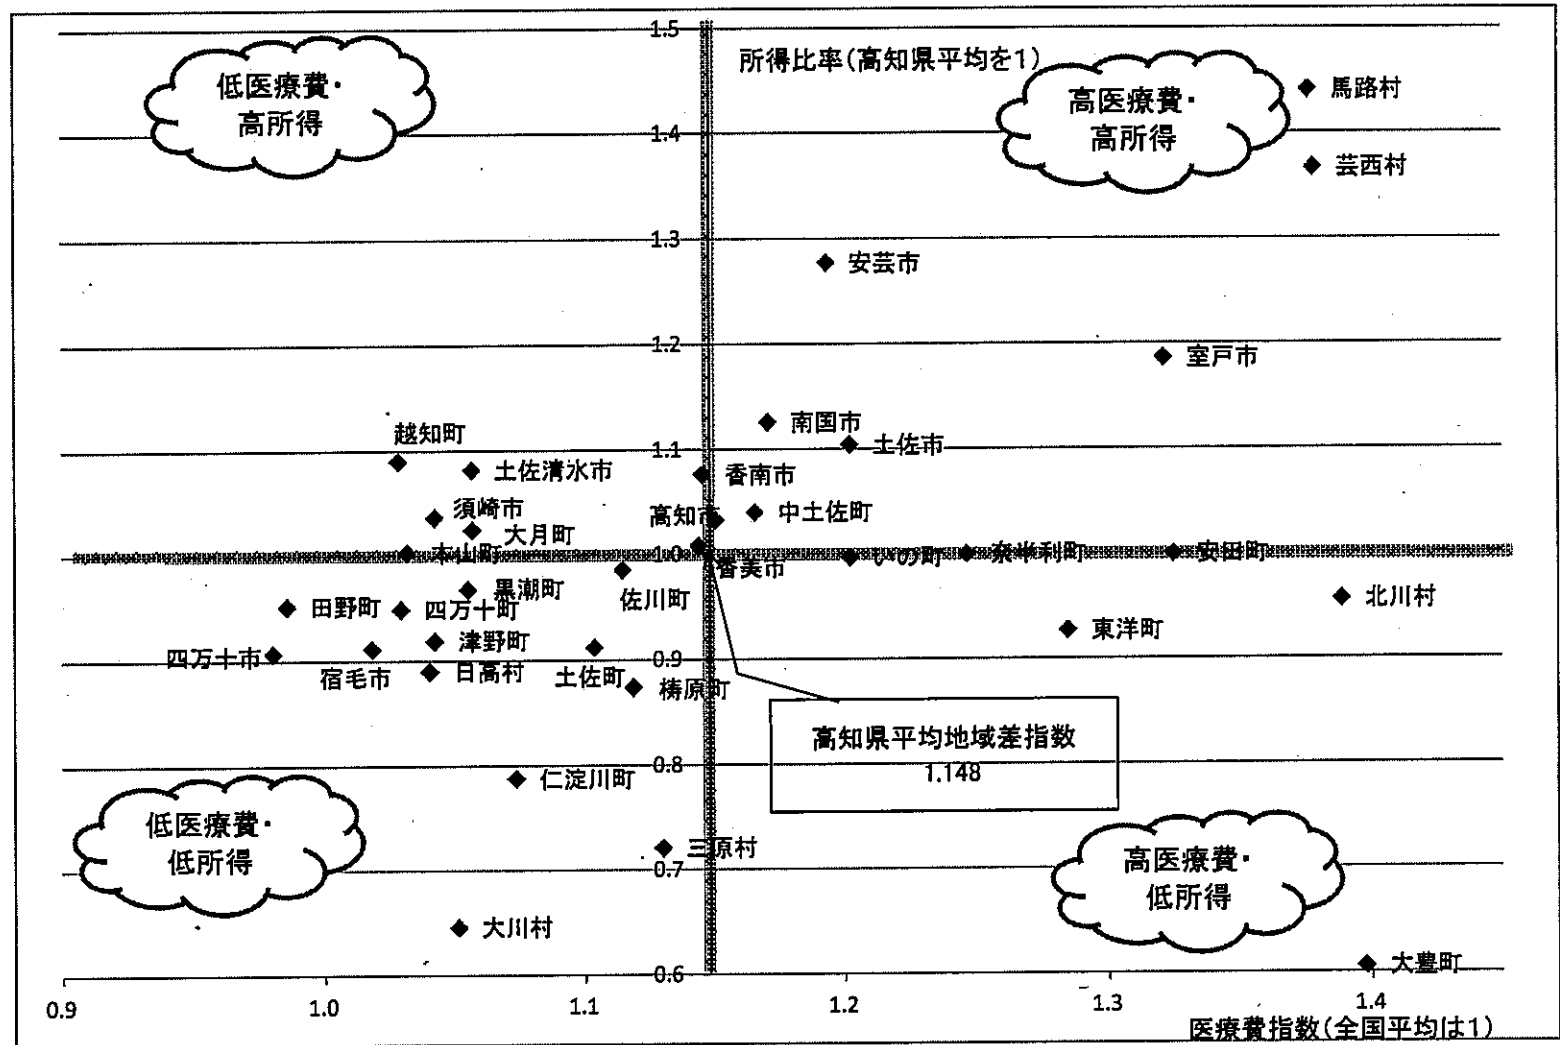 1.5
所得比率(高知県平均を1)
低医療費・
高所得
高医療費・
高所得
馬路村
1.4
芸西村
1.3
安芸市
1.2
室戸市
南国市
越知町
1.1
土佐市
土佐清水市
香南市
須崎市
高知市
中土佐町
大月町
本山町
1.0
いの町
奈半利町
安田町
香美市
佐川町
黒潮町
北川村
田野町
四万十町
東洋町
津野町
四万十市
0.9
宿毛市
日高村
土佐町
梼原町
高知県平均地域差指数
1.148
0.8
仁淀川町
低医療費・
低所得
三原村
高医療費・
低所得
0.7
大川村
0.6
大豊町
0.9
1.0
1.1
1.2
1.3
1.4
医療費指数(全国平均は1)